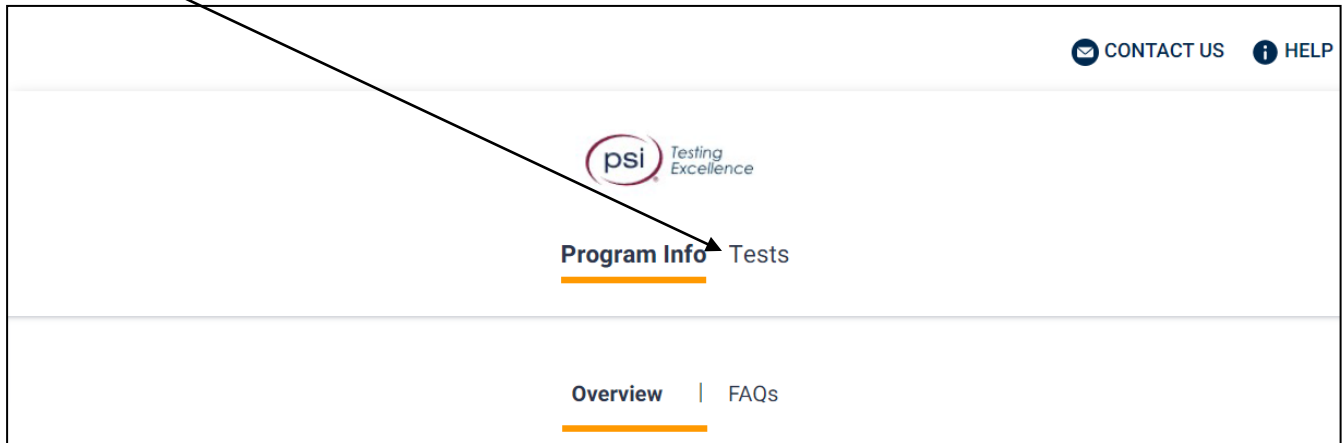 CONTACT US HELP
psi Testing
Excellence
Program Info Tests
Overview | FAQs